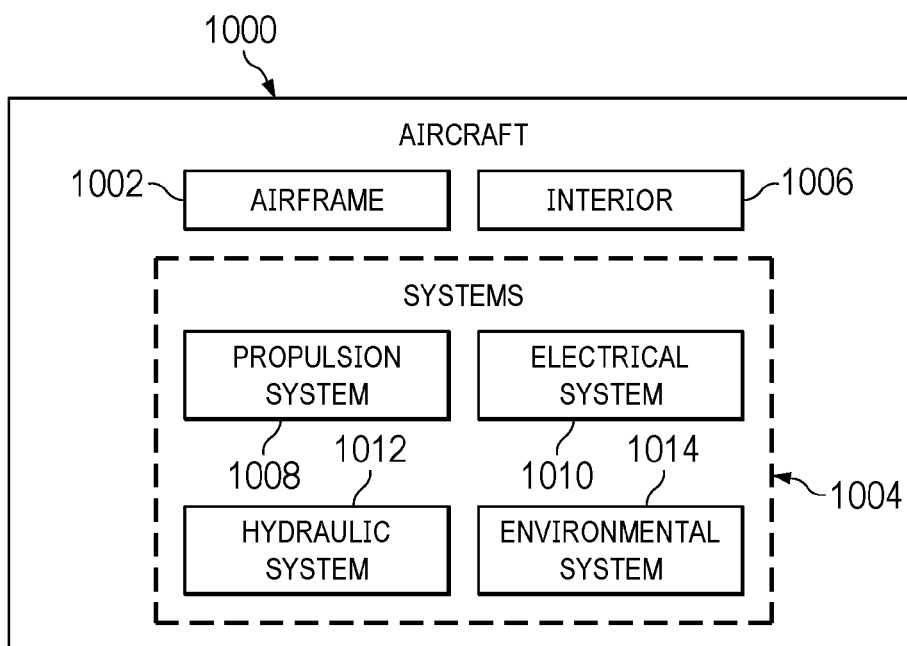 1000
AIRCRAFT
1002
AIRFRAME
INTERIOR
1006
SYSTEMS
PROPULSION
SYSTEM
ELECTRICAL
SYSTEM
1008
1012
1010
1014
1004
HYDRAULIC
SYSTEM
ENVIRONMENTAL
SYSTEM